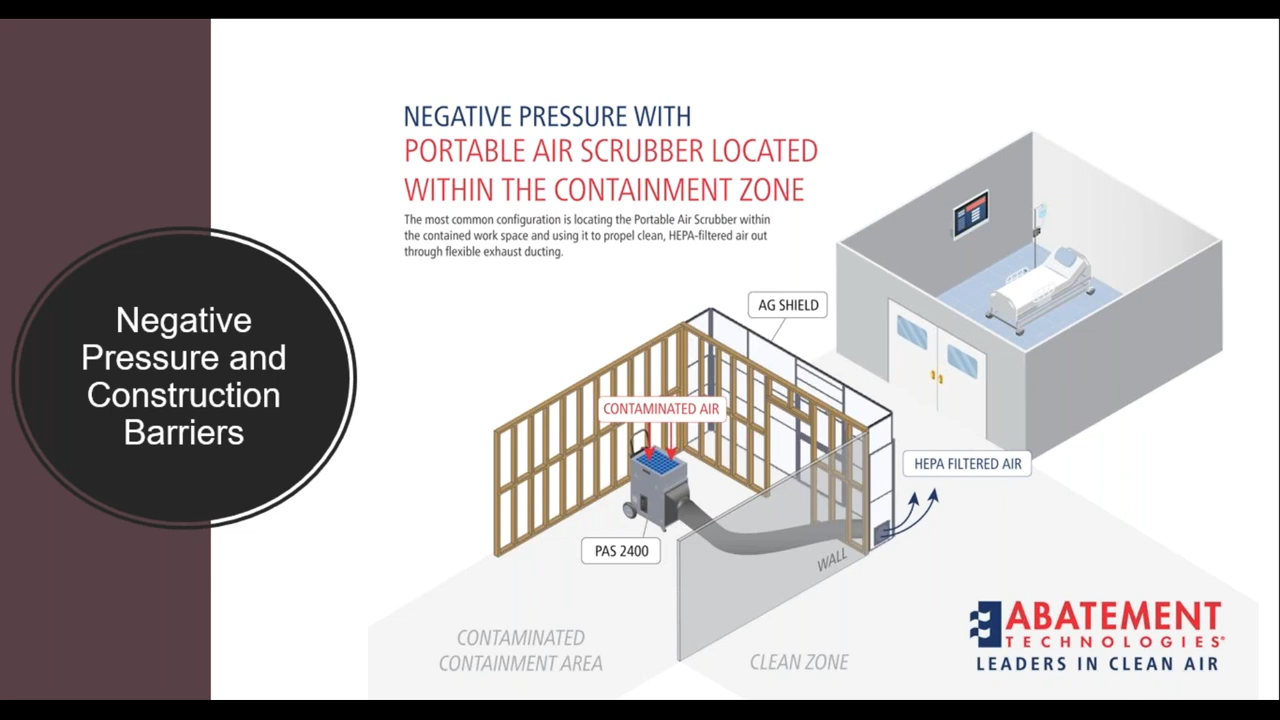 Negative
Pressure and
Construction
Barriers
NEGATIVE PRESSURE WITH
PORTABLE AIR SCRUBBER LOCATED
WITHIN THE CONTAINMENT ZONE
The most common configuration is locating the Portable Air Scrubber within
the contained work space and using it to propel clean, HEPA-filtered air out
through flexible exhaust ducting.
AG SHIELD
CONTAMINATED AIR
HEPA FILTERED AIR
PAS 2400
WALL
CONTAMINATED
CONTAINMENT AREA
CLEAN ZONE
ABATEMENT
TECHNOLOGIES®
LEADERS IN CLEAN AIR